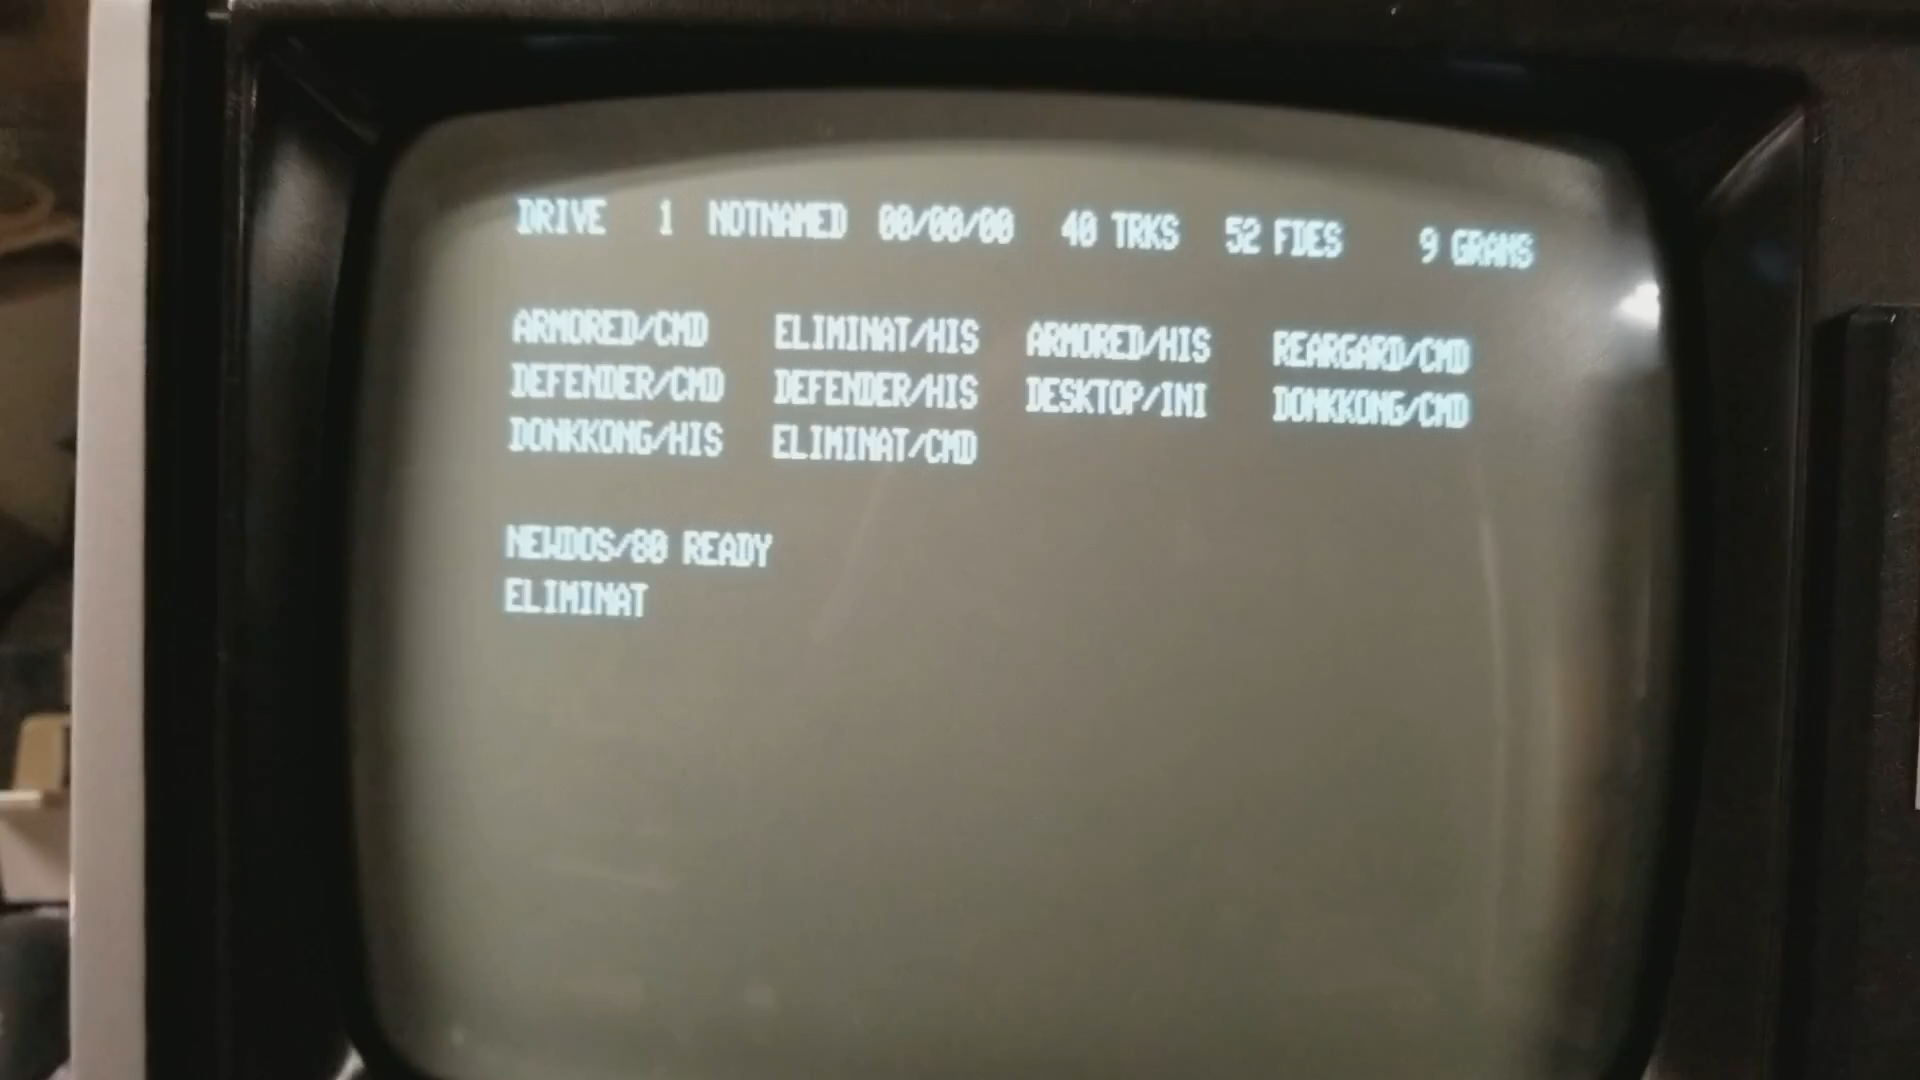 DRIVE 1 NOTNAMED 00/00/00 40 TRKS 52 FDES 9 GRANS
ARMORED/CMD ELIMINAT/HIS ARMORED/HIS REARGARD/CMD
DEFENDER/CMD DEFENDER/HIS DESKTOP/INI DONKKONG/CMD
DONKKONG/HIS ELIMINAT/CMD
NEWDOS/80 READY
ELIMINAT